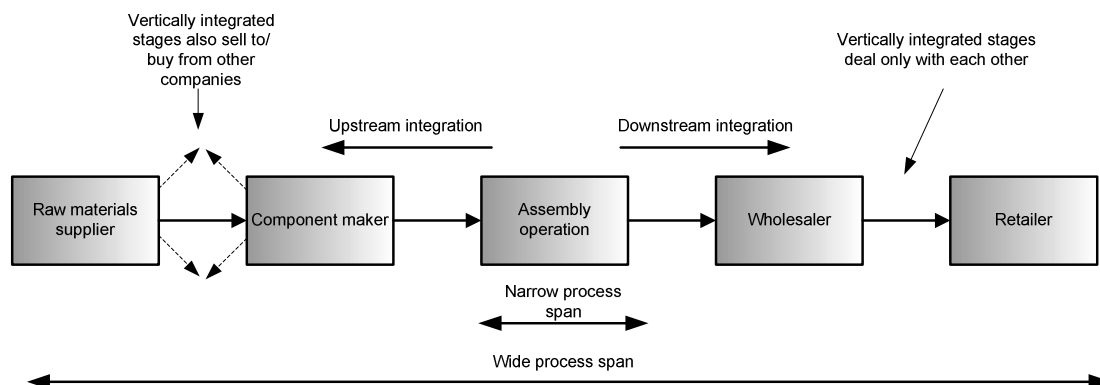 Vertically integrated
stages also sell to/
buy from other
companies
Vertically integrated stages
deal only with each other
Upstream integration
Downstream integration
Raw materials
supplier
Component maker
Assembly
operation
Wholesaler
Retailer
Narrow process
span
Wide process span